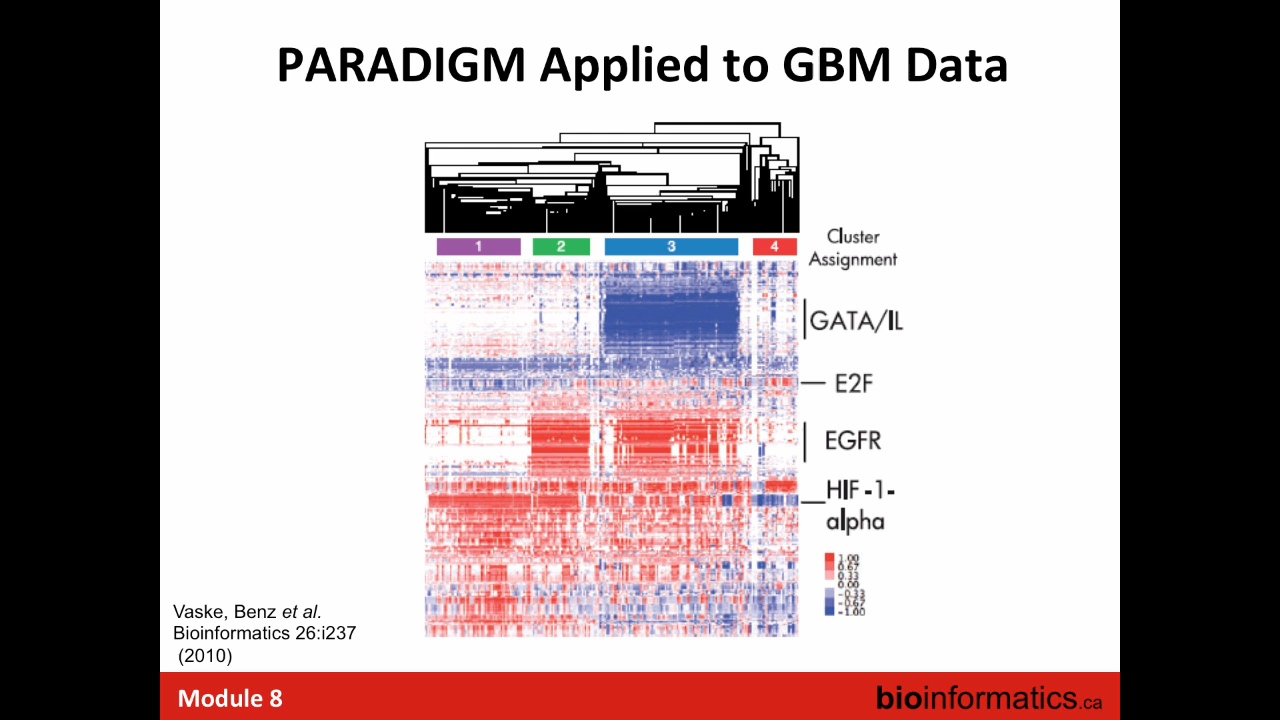 PARADIGM Applied to GBM Data
1 2 3 4
Cluster
Assignment
GATA/IL
E2F
EGFR
HIF-1-
alpha
1.00
0.67
0.33
0.00
-0.33
-0.67
-1.00
Vaske, Benz et al.
Bioinformatics 26:i237
(2010)
Module 8
bioinformatics.ca